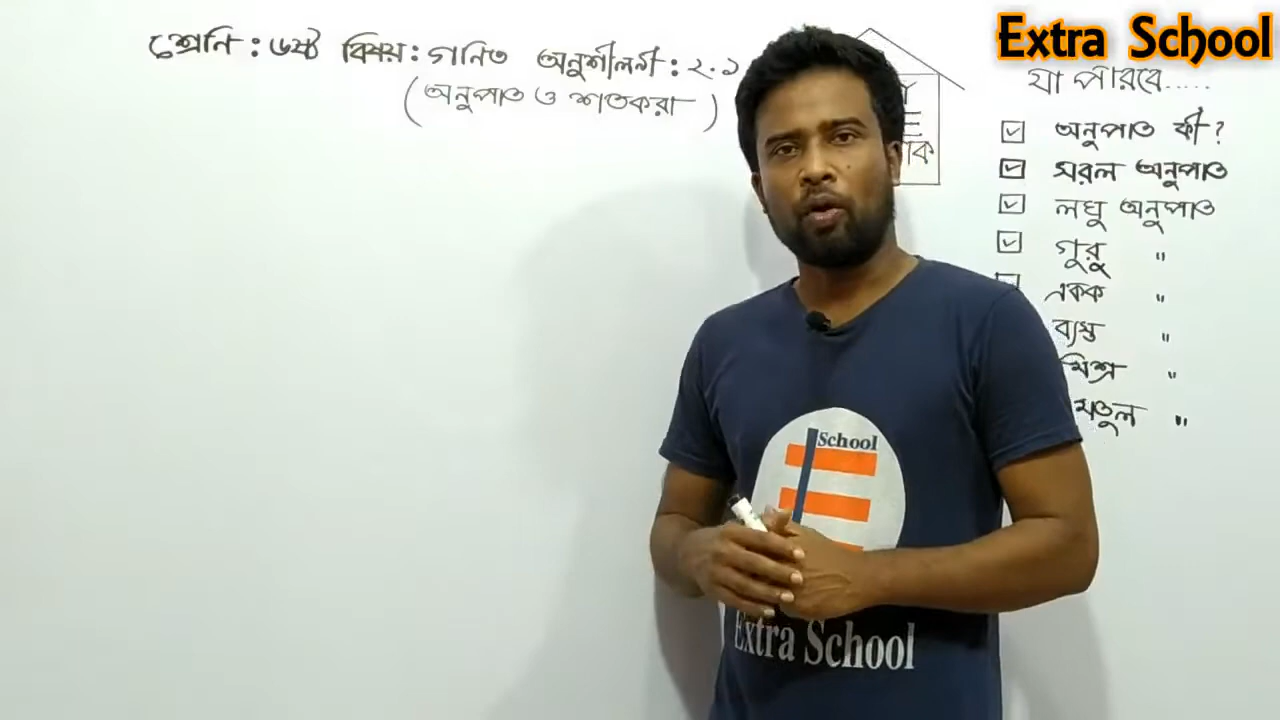 Extra School
শ্রেনি : ৬ষ্ঠ বিষয় : গনিত অনুশীলনী : ২.১
(অনুপাত ও শতকরা)
যা পারবে.....
অনুপাত কী?
সরল অনুপাত
লঘু অনুপাত
গুরু "
একক "
ব্যস্ত "
মিশ্র "
"
School
Extra School